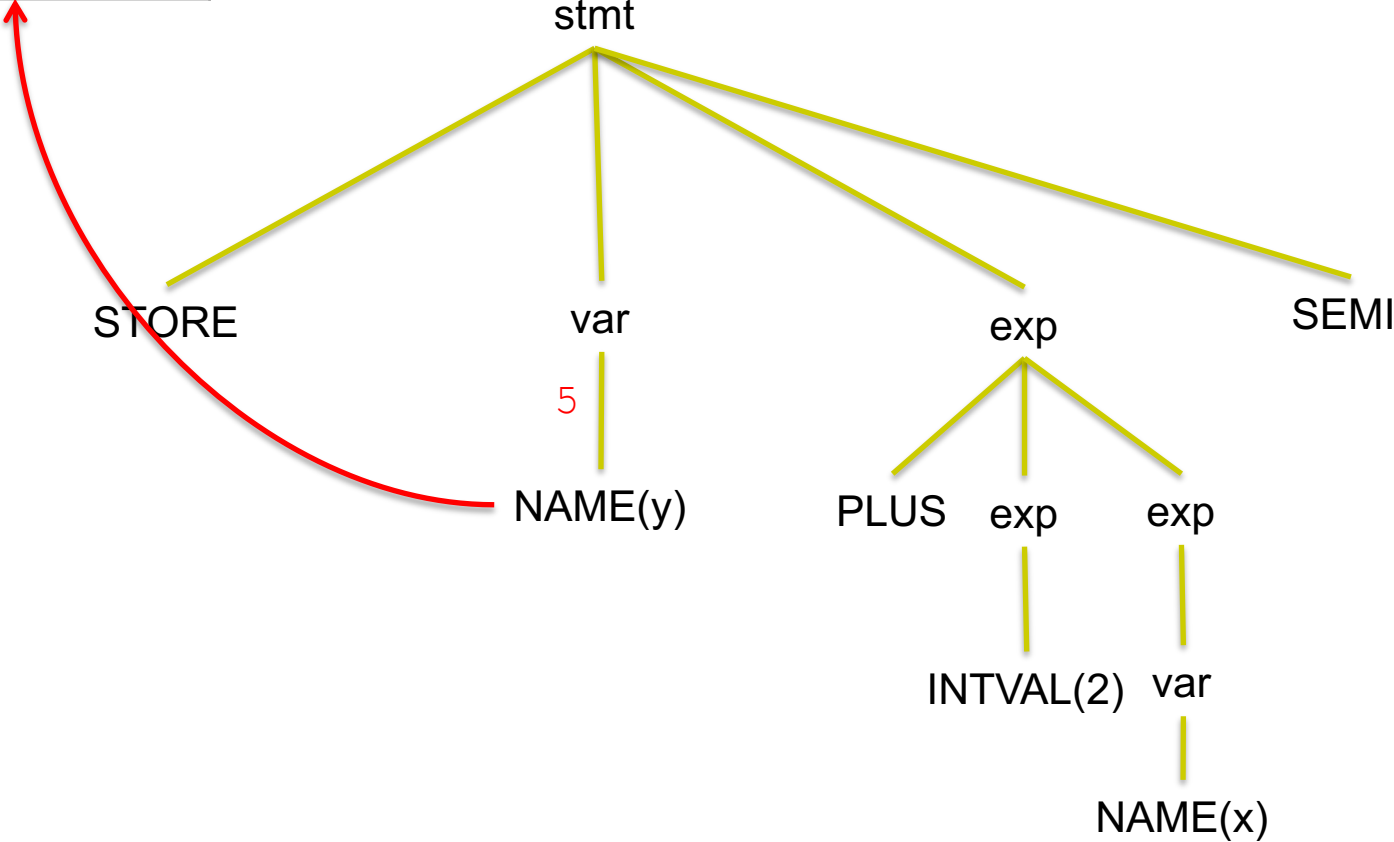 stmt
STORE var exp SEMI
5
NAME(y) PLUS exp exp
INTVAL(2) var
NAME(x)